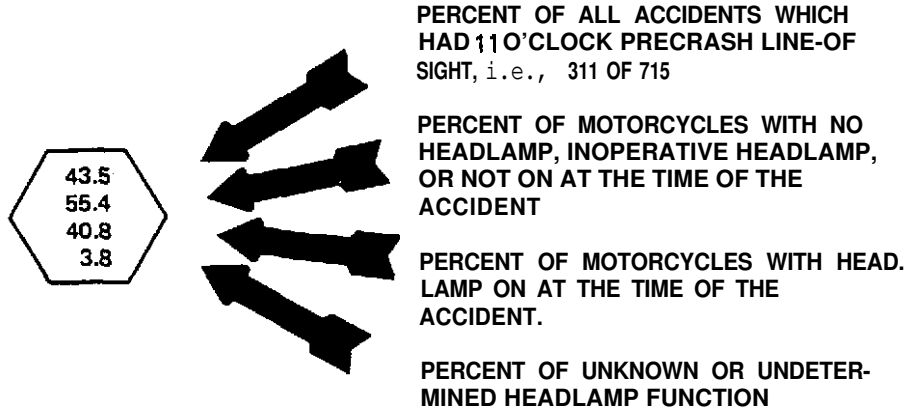 PERCENT OF ALL ACCIDENTS WHICH
HAD 11 O'CLOCK PRECRASH LINE-OF
SIGHT, i.e., 311 OF 715
PERCENT OF MOTORCYCLES WITH NO
HEADLAMP, INOPERATIVE HEADLAMP,
OR NOT ON AT THE TIME OF THE
ACCIDENT
43.5
55.4
40.8
3.8
PERCENT OF MOTORCYCLES WITH HEAD.
LAMP ON AT THE TIME OF THE
ACCIDENT.
PERCENT OF UNKNOWN OR UNDETER-
MINED HEADLAMP FUNCTION